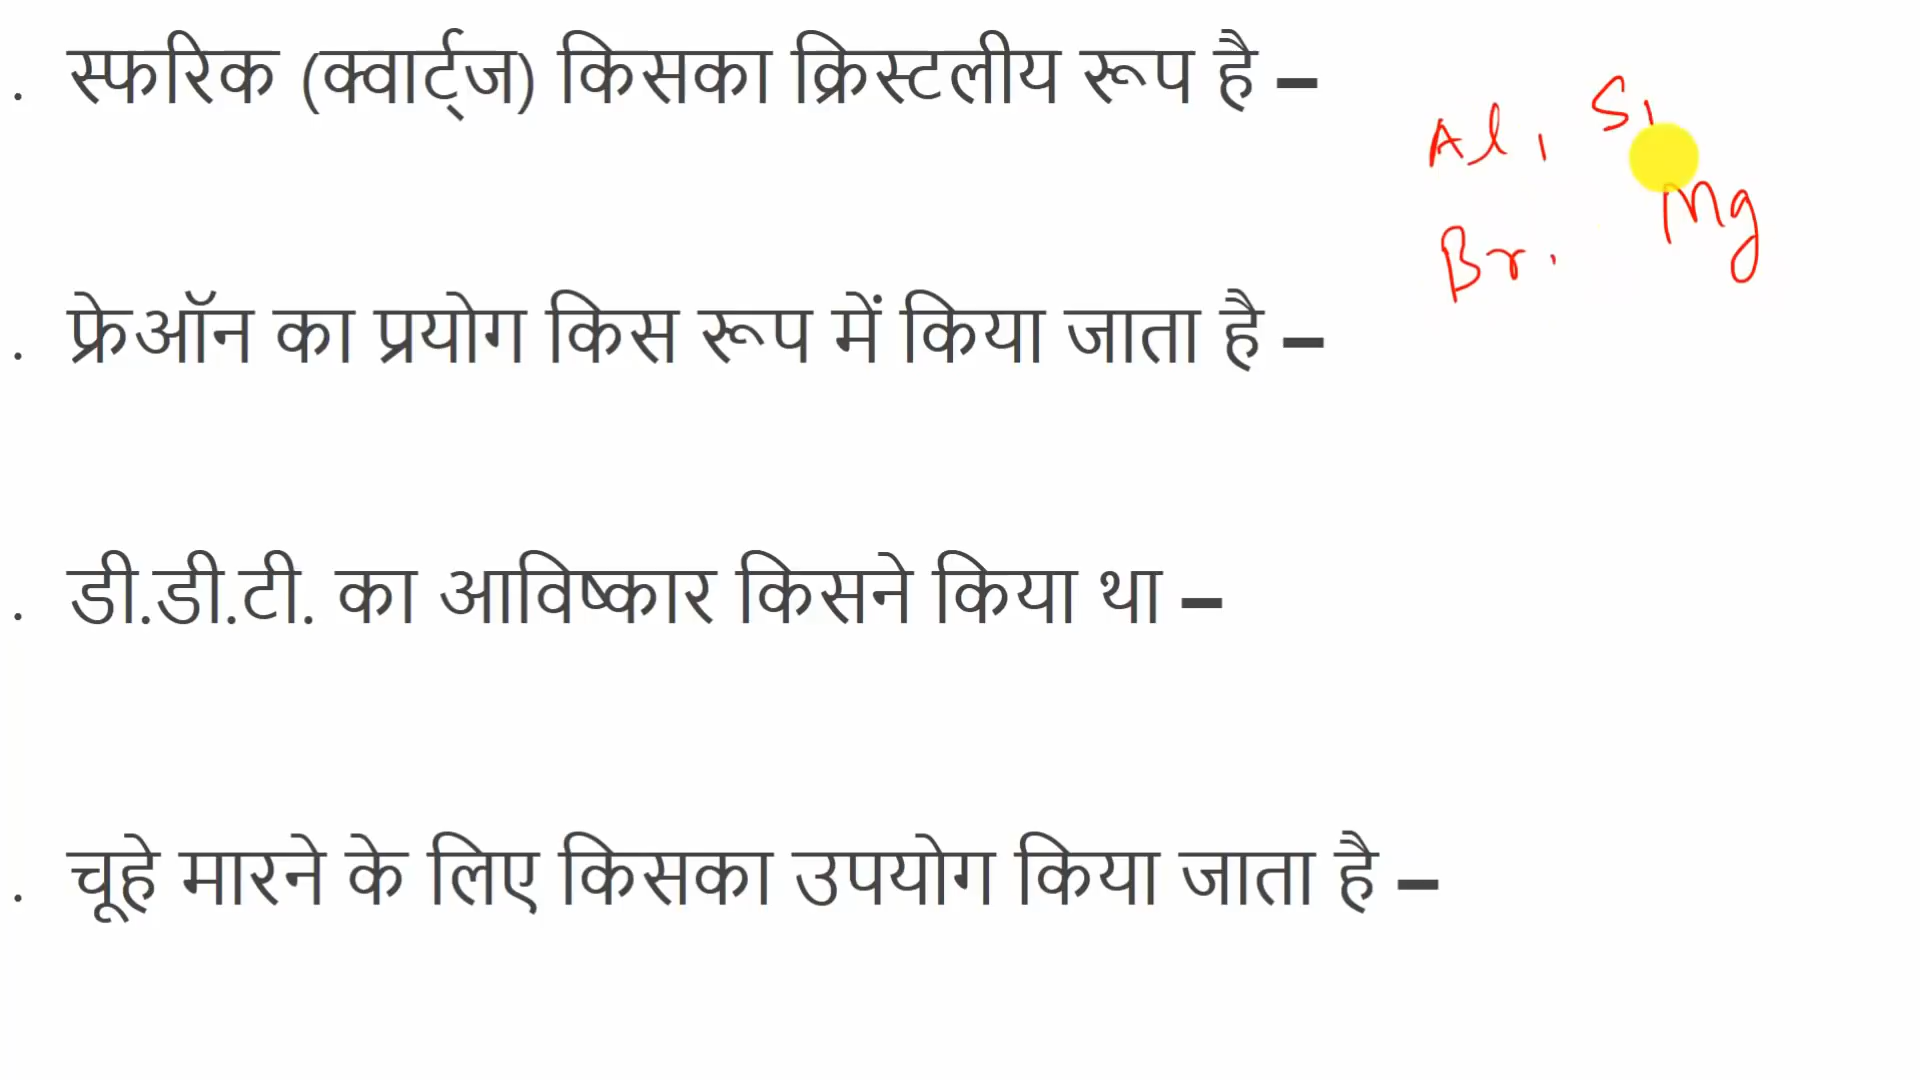 . स्फरिक (क्वार्ट्ज) किसका क्रिस्टलीय रूप है –
Al, Si
Br, Mg
. फ्रेऑन का प्रयोग किस रूप में किया जाता है –
. डी.डी.टी. का आविष्कार किसने किया था –
. चूहे मारने के लिए किसका उपयोग किया जाता है –